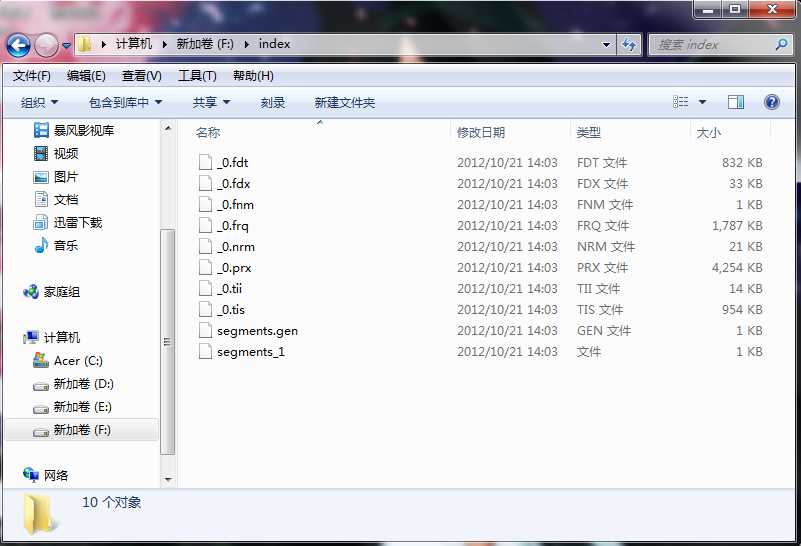 计算机 新加卷 (F:) index
搜索 index
文件(F) 编辑(E) 查看(V) 工具(T) 帮助(H)
组织 包含到库中 共享 刻录 新建文件夹
暴风影视库
视频
图片
文档
迅雷下载
音乐
家庭组
计算机
Acer (C:)
新加卷 (D:)
新加卷 (E:)
新加卷 (F:)
网络
名称 修改日期 类型 大小
_0.fdt 2012/10/21 14:03 FDT 文件 832 KB
_0.fdx 2012/10/21 14:03 FDX 文件 33 KB
_0.fnm 2012/10/21 14:03 FNM 文件 1 KB
_0.frq 2012/10/21 14:03 FRQ 文件 1,787 KB
_0.nrm 2012/10/21 14:03 NRM 文件 21 KB
_0.prx 2012/10/21 14:03 PRX 文件 4,254 KB
_0.tii 2012/10/21 14:03 TII 文件 14 KB
_0.tis 2012/10/21 14:03 TIS 文件 954 KB
segments.gen 2012/10/21 14:03 GEN 文件 1 KB
segments_1 2012/10/21 14:03 文件 1 KB
10 个对象